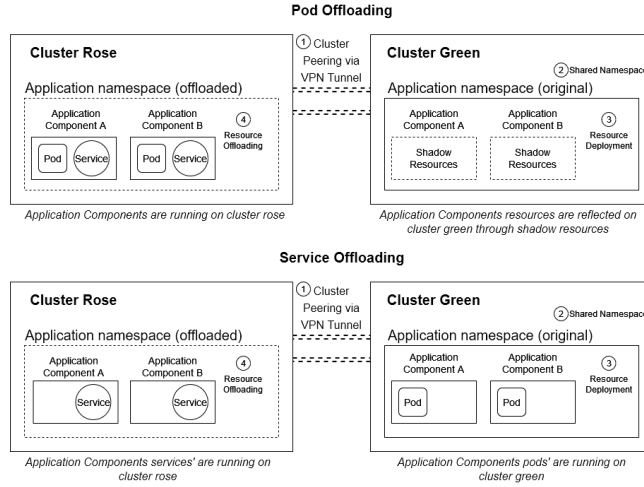 Pod Offloading
Cluster Rose
Application namespace (offloaded)
Application
Component A
Pod
Service
Application
Component B
Pod
Service
4
Resource
Offloading
Application Components are running on cluster rose
1 Cluster
Peering via
VPN Tunnel
Cluster Green
2 Shared Namespace
Application namespace (original)
Application
Component A
Shadow
Resources
Application
Component B
Shadow
Resources
3
Resource
Deployment
Application Components resources are reflected on
cluster green through shadow resources
Service Offloading
Cluster Rose
Application namespace (offloaded)
Application
Component A
Service
Application
Component B
Service
4
Resource
Offloading
Application Components services' are running on
cluster rose
1 Cluster
Peering via
VPN Tunnel
Cluster Green
2 Shared Namespace
Application namespace (original)
Application
Component A
Pod
Application
Component B
Pod
3
Resource
Deployment
Application Components pods' are running on
cluster green